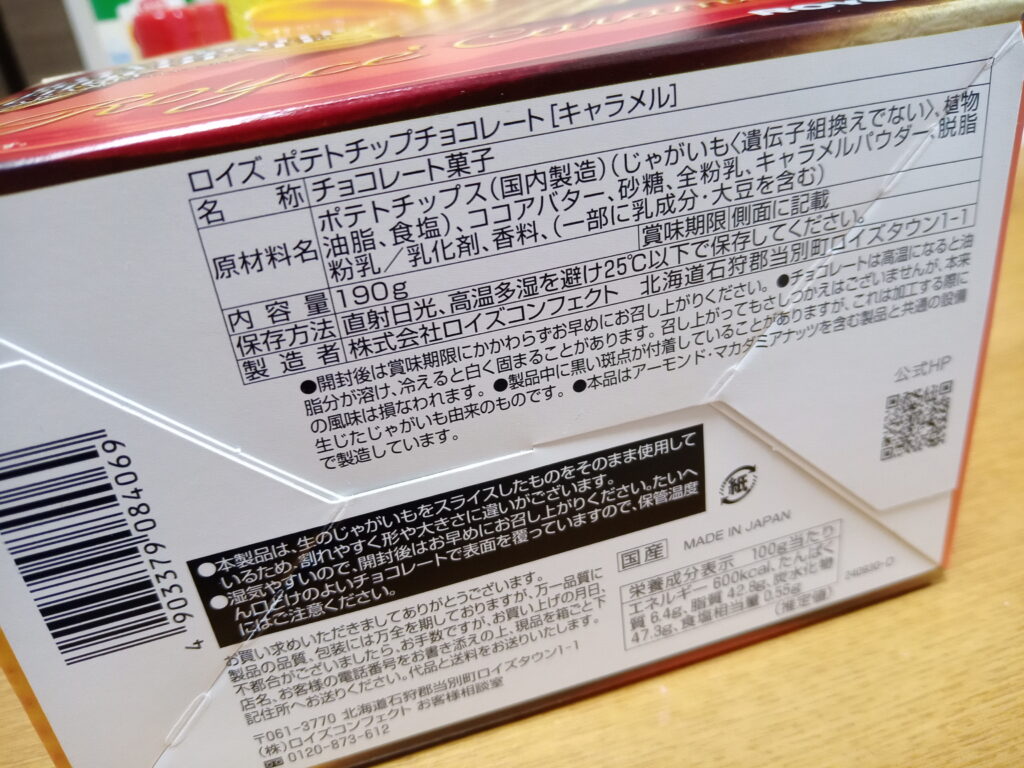 ロイズ ポテトチップチョコレート[キャラメル]
名称 チョコレート菓子
原材料名 ポテトチップス(国内製造)(じゃがいも〈遺伝子組換えでない〉、植物
油脂、食塩)、ココアバター、砂糖、全粉乳、キャラメルパウダー、脱脂
粉乳/乳化剤、香料、(一部に乳成分・大豆を含む)
内容量 190g 賞味期限 側面に記載
保存方法 直射日光、高温多湿を避け25℃以下で保存してください。
製造者 株式会社ロイズコンフェクト 北海道石狩郡当別町ロイズタウン1-1
●開封後は賞味期限にかかわらずお早めにお召し上がりください。●チョコレートは高温になると油
脂分が溶け、冷えると白く固まることがあります。召し上がってもさしつかえはございませんが、本来
の風味は損なわれます。●製品中に黒い斑点が付着していることがありますが、これは加工する際に
生じたじゃがいも由来のものです。●本品はアーモンド・マカダミアナッツを含む製品と共通の設備
で製造しています。
公式HP
●本製品は、生のじゃがいもをスライスしたものをそのまま使用して
いるため、割れやすく形や大きさに違いがございます。
●湿気やすいので、開封後はお早めにお召し上がりください。たいへ
ん口どけのよいチョコレートで表面を覆っていますので、保管温度
にはご注意ください。
紙
国産 MADE IN JAPAN
栄養成分表示 100g当たり
エネルギー 600kcal、たんぱく
質 6.4g、脂質 42.8g、炭水化物
47.3g、食塩相当量 0.55g
(推定値)
240830-D
お買い求めいただきましてありがとうございます。
製品の品質、包装には万全を期しておりますが、万一品質に
不都合がございましたら、お手数ですが、お買い上げの月日、
店名、お客様の電話番号をお書き添えの上、現品を箱ごと下
記住所へお送りください。代品と送料をお送りいたします。
〒061-3770 北海道石狩郡当別町ロイズタウン1-1
(株)ロイズコンフェクト お客様相談室
0120-873-612
4 903379 084069